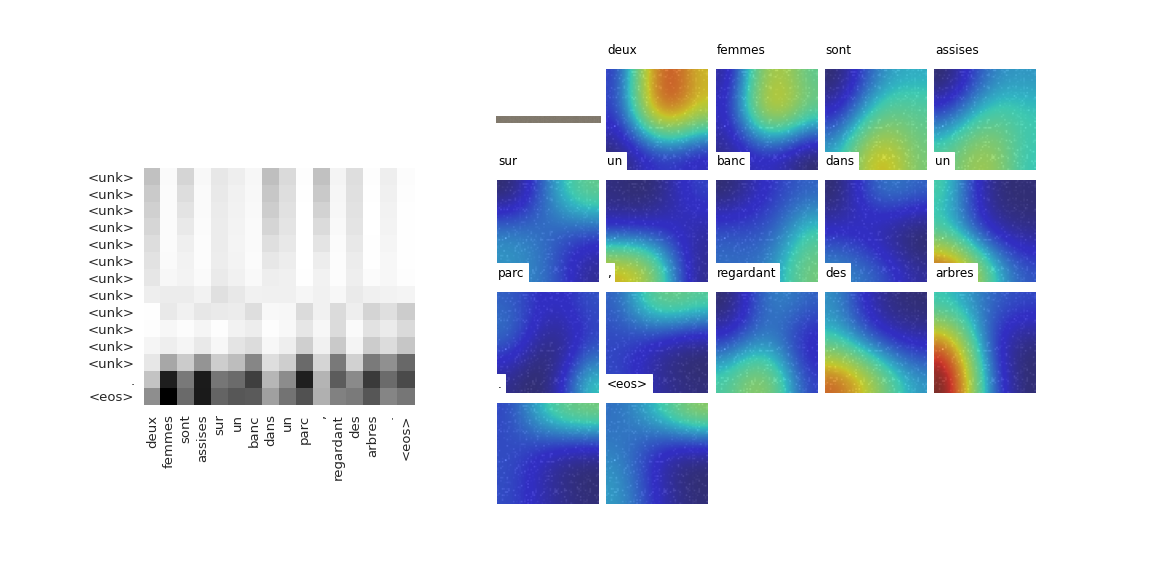 deux femmes sont assises
sur un banc dans un
parc , regardant des arbres
. <eos>
<unk>
<unk>
<unk>
<unk>
<unk>
<unk>
<unk>
<unk>
<unk>
<unk>
<unk>
<unk>
.
<eos>
deux
femmes
sont
assises
sur
un
banc
dans
un
parc
,
regardant
des
arbres
.
<eos>